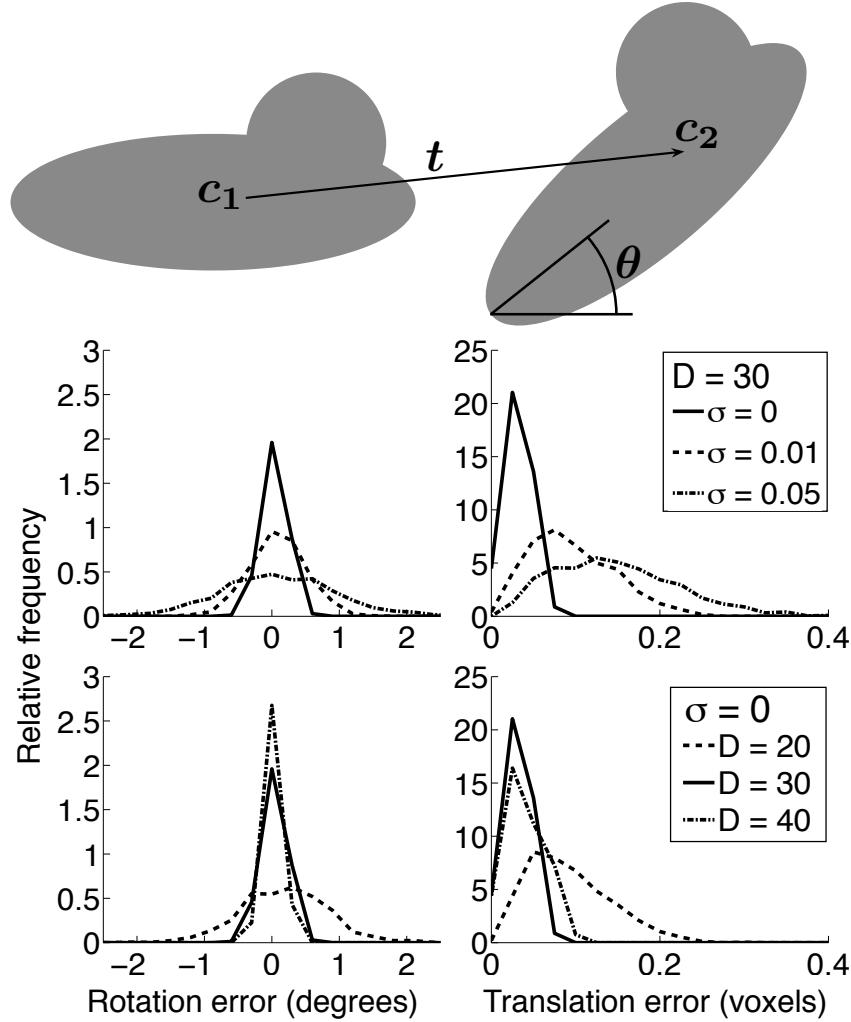 c₁
t
c₂
θ
Relative frequency
3
2.5
2
1.5
1
0.5
0
−2 −1 0 1 2
25
20
15
10
5
0
0 0.2 0.4
D = 30
σ = 0
σ = 0.01
σ = 0.05
3
2.5
2
1.5
1
0.5
0
−2 −1 0 1 2
Rotation error (degrees)
25
20
15
10
5
0
0 0.2 0.4
Translation error (voxels)
σ = 0
D = 20
D = 30
D = 40